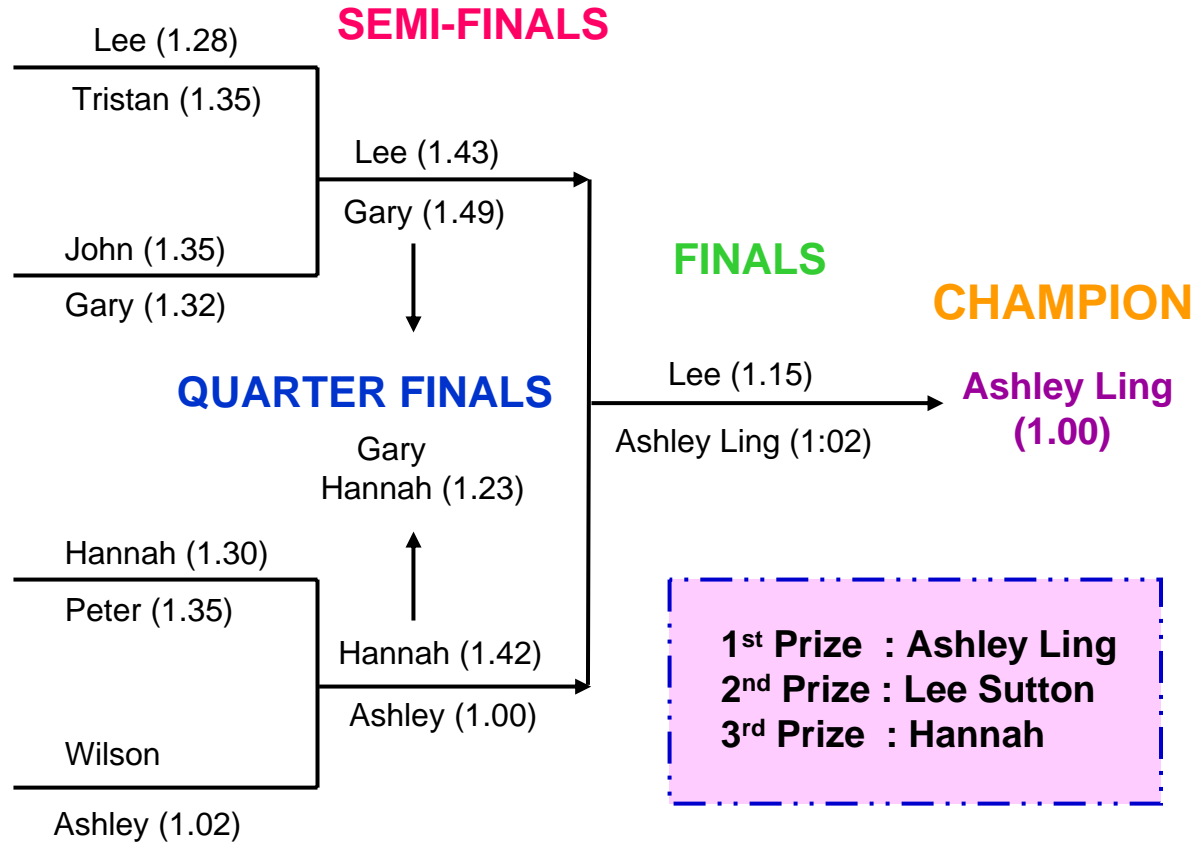 SEMI-FINALS
Lee (1.28)
Tristan (1.35)
Lee (1.43)
Gary (1.49)
John (1.35)
Gary (1.32)
FINALS
CHAMPION
QUARTER FINALS
Lee (1.15)
Ashley Ling (1:02)
Ashley Ling
(1.00)
Gary
Hannah (1.23)
Hannah (1.30)
Peter (1.35)
Hannah (1.42)
Ashley (1.00)
Wilson
Ashley (1.02)
1st Prize : Ashley Ling
2nd Prize : Lee Sutton
3rd Prize : Hannah